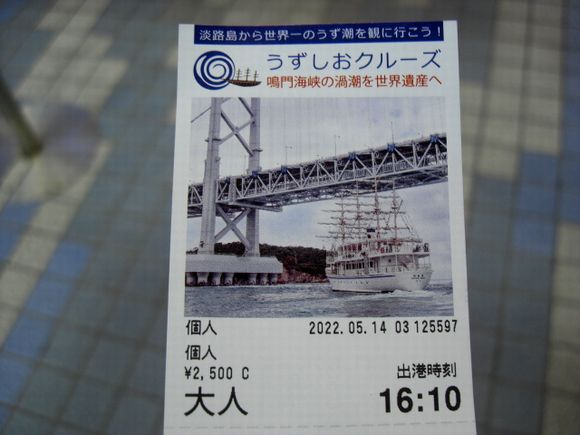 淡路島から世界一のうず潮を観に行こう！
うずしおクルーズ
鳴門海峡の渦潮を世界遺産へ
個人 2022.05.14 03 125597
個人
¥2,500 C 出港時刻
大人 16:10